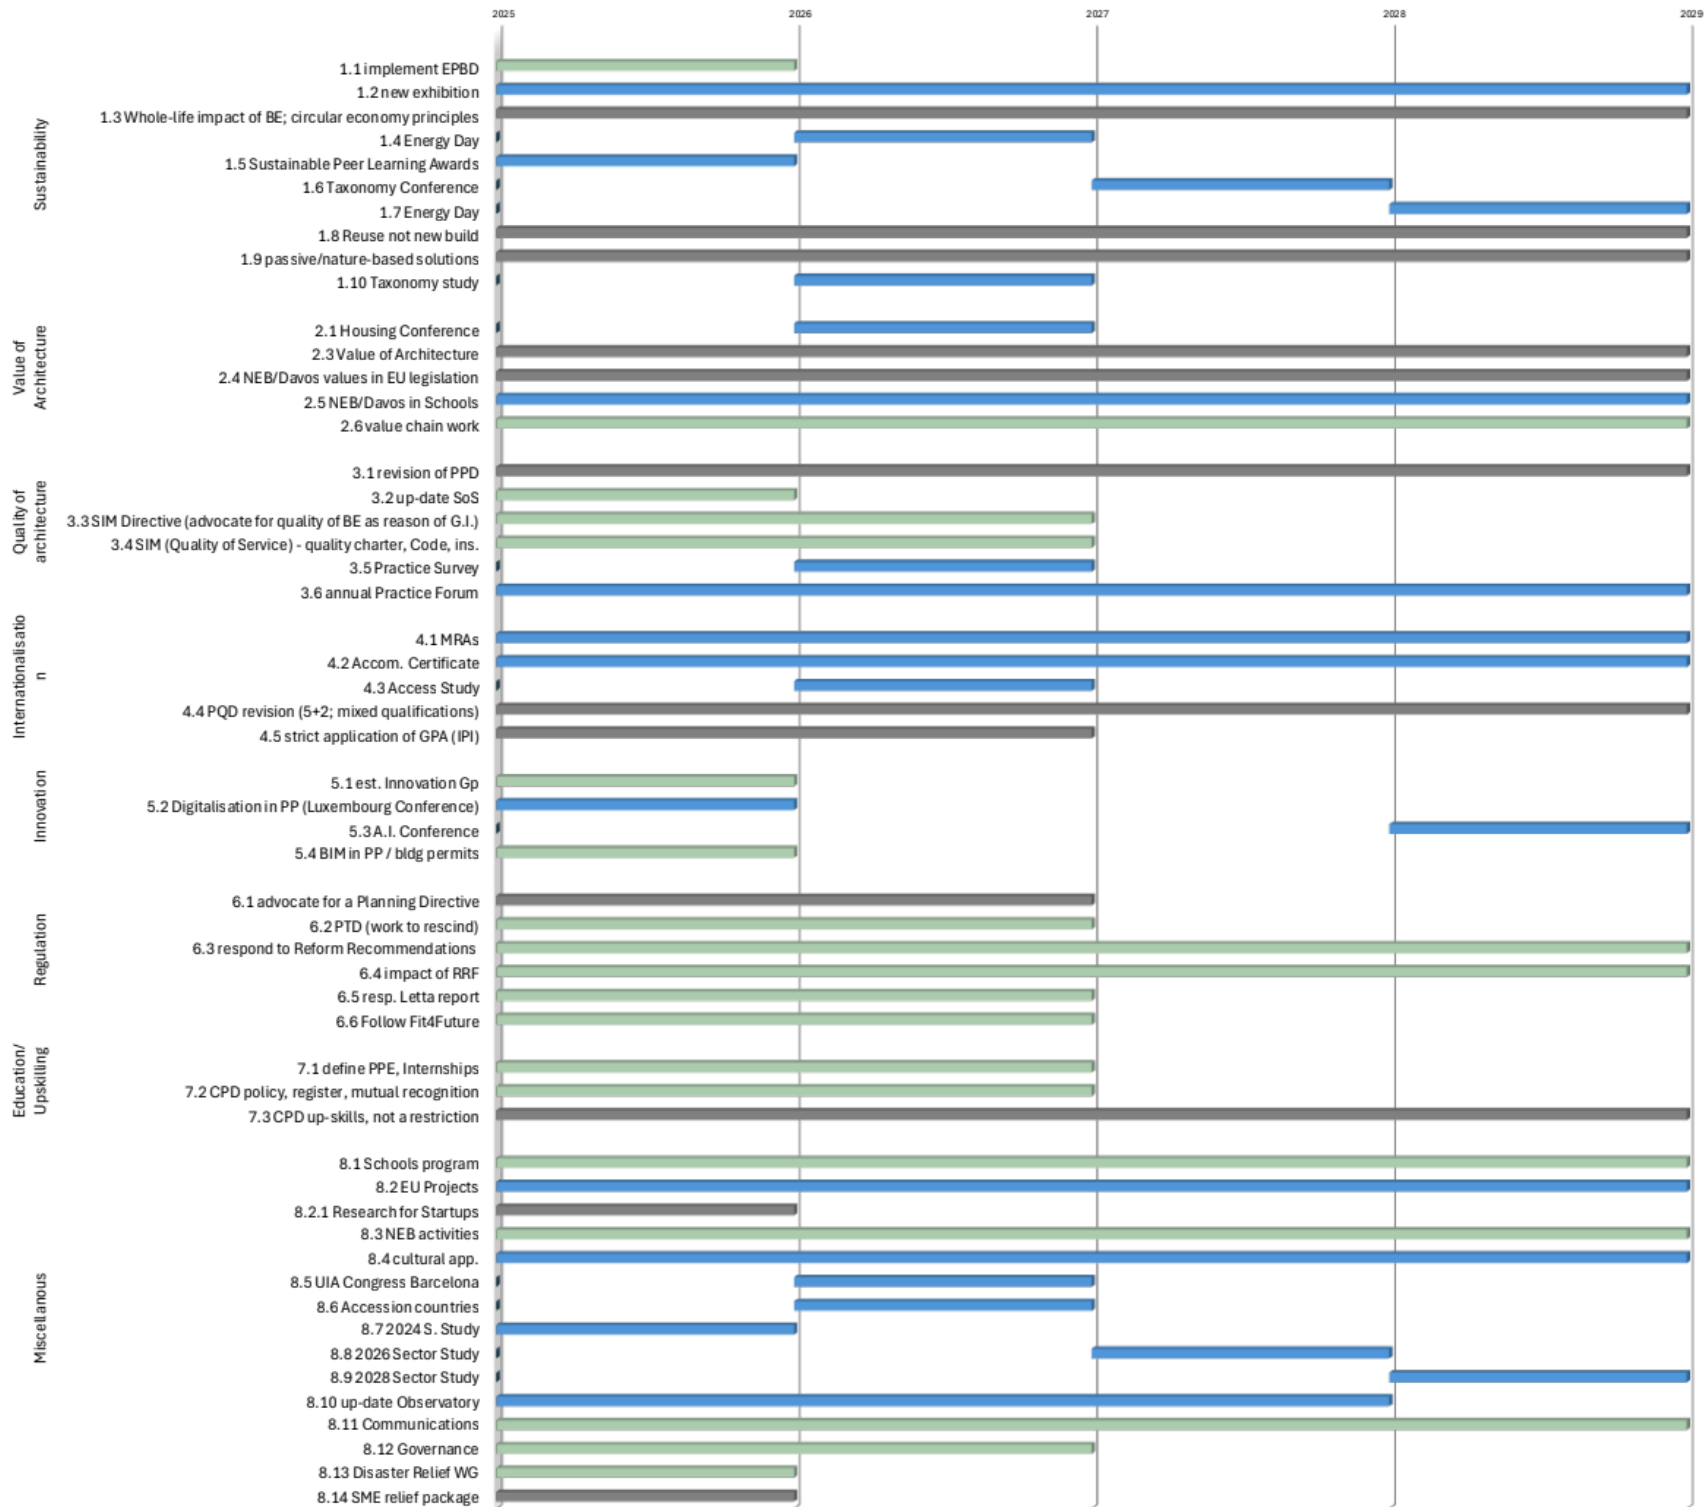 2025 2026 2027 2028 2029
Sustainability
1.1 implement EPBD
1.2 new exhibition
1.3 Whole-life impact of BE; circular economy principles
1.4 Energy Day
1.5 Sustainable Peer Learning Awards
1.6 Taxonomy Conference
1.7 Energy Day
1.8 Reuse not new build
1.9 passive/nature-based solutions
1.10 Taxonomy study
Value of
Architecture
2.1 Housing Conference
2.3 Value of Architecture
2.4 NEB/Davos values in EU legislation
2.5 NEB/Davos in Schools
2.6 value chain work
Quality of
architecture
3.1 revision of PPD
3.2 up-date SoS
3.3 SIM Directive (advocate for quality of BE as reason of G.I.)
3.4 SIM (Quality of Service) - quality charter, Code, ins.
3.5 Practice Survey
3.6 annual Practice Forum
Internationalisatio
n
4.1 MRAs
4.2 Accom. Certificate
4.3 Access Study
4.4 PQD revision (5+2; mixed qualifications)
4.5 strict application of GPA (IPI)
Innovation
5.1 est. Innovation Gp
5.2 Digitalisation in PP (Luxembourg Conference)
5.3 A.I. Conference
5.4 BIM in PP / bldg permits
Regulation
6.1 advocate for a Planning Directive
6.2 PTD (work to rescind)
6.3 respond to Reform Recommendations
6.4 impact of RRF
6.5 resp. Letta report
6.6 Follow Fit4Future
Education/
Upskilling
7.1 define PPE, Internships
7.2 CPD policy, register, mutual recognition
7.3 CPD up-skills, not a restriction
Miscellanous
8.1 Schools program
8.2 EU Projects
8.2.1 Research for Startups
8.3 NEB activities
8.4 cultural app.
8.5 UIA Congress Barcelona
8.6 Accession countries
8.7 2024 S. Study
8.8 2026 Sector Study
8.9 2028 Sector Study
8.10 up-date Observatory
8.11 Communications
8.12 Governance
8.13 Disaster Relief WG
8.14 SME relief package